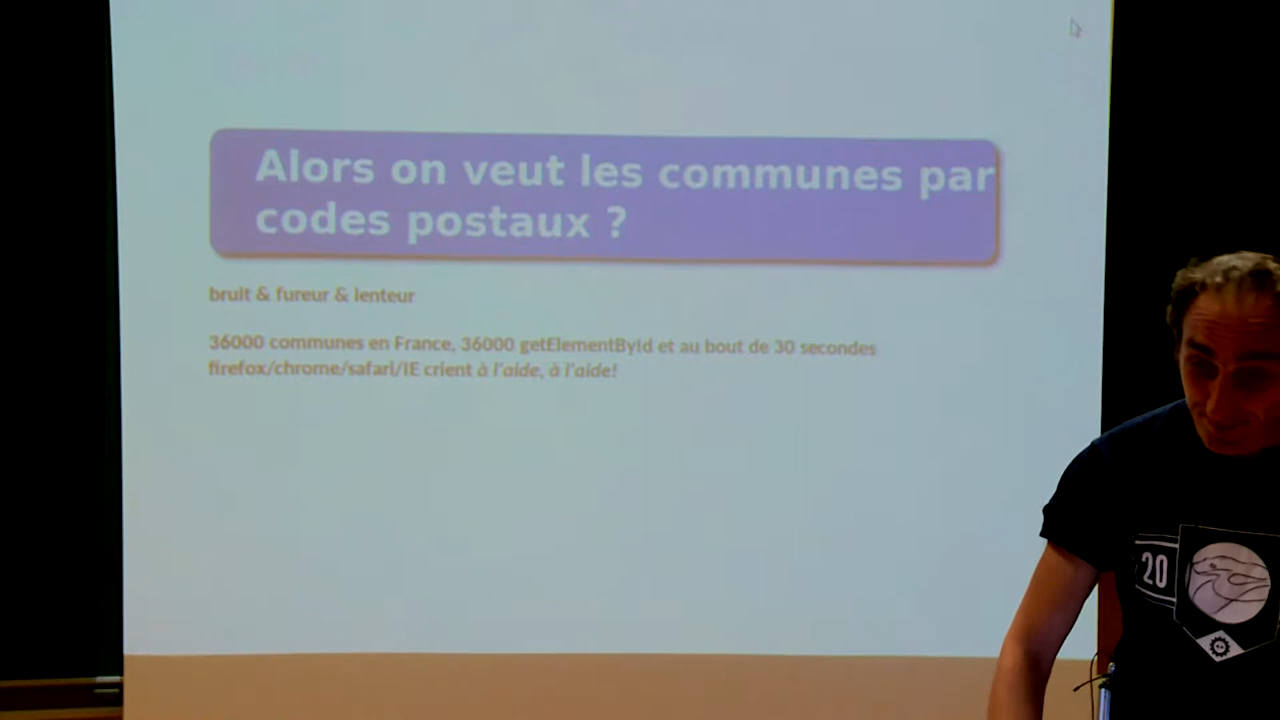 Alors on veut les communes par
codes postaux ?
bruit & fureur & lenteur
36000 communes en France, 36000 getElementById et au bout de 30 secondes
firefox/chrome/safari/IE crient à l'aide, à l'aide!
20